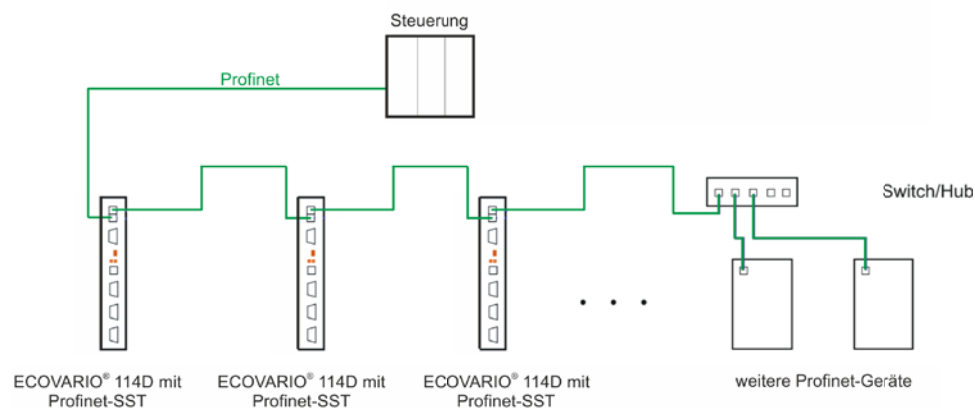 Steuerung
Profinet
Switch/Hub
ECOVARIO® 114D mit
Profinet-SST
ECOVARIO® 114D mit
Profinet-SST
ECOVARIO® 114D mit
Profinet-SST
weitere Profinet-Geräte